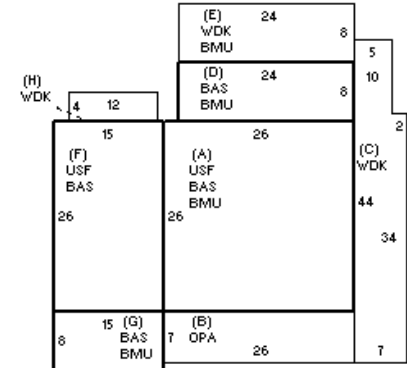 (E) 24
WDK
BMU
8
5
(D) 24
BAS
BMU
8
10
(H)
WDK
4 12
2
15
26
(F)
USF
BAS
(A)
USF
BAS
BMU
(C)
WDK
26
26
44
34
15 (G)
BAS
BMU
8
(B)
OPA
7
26
7